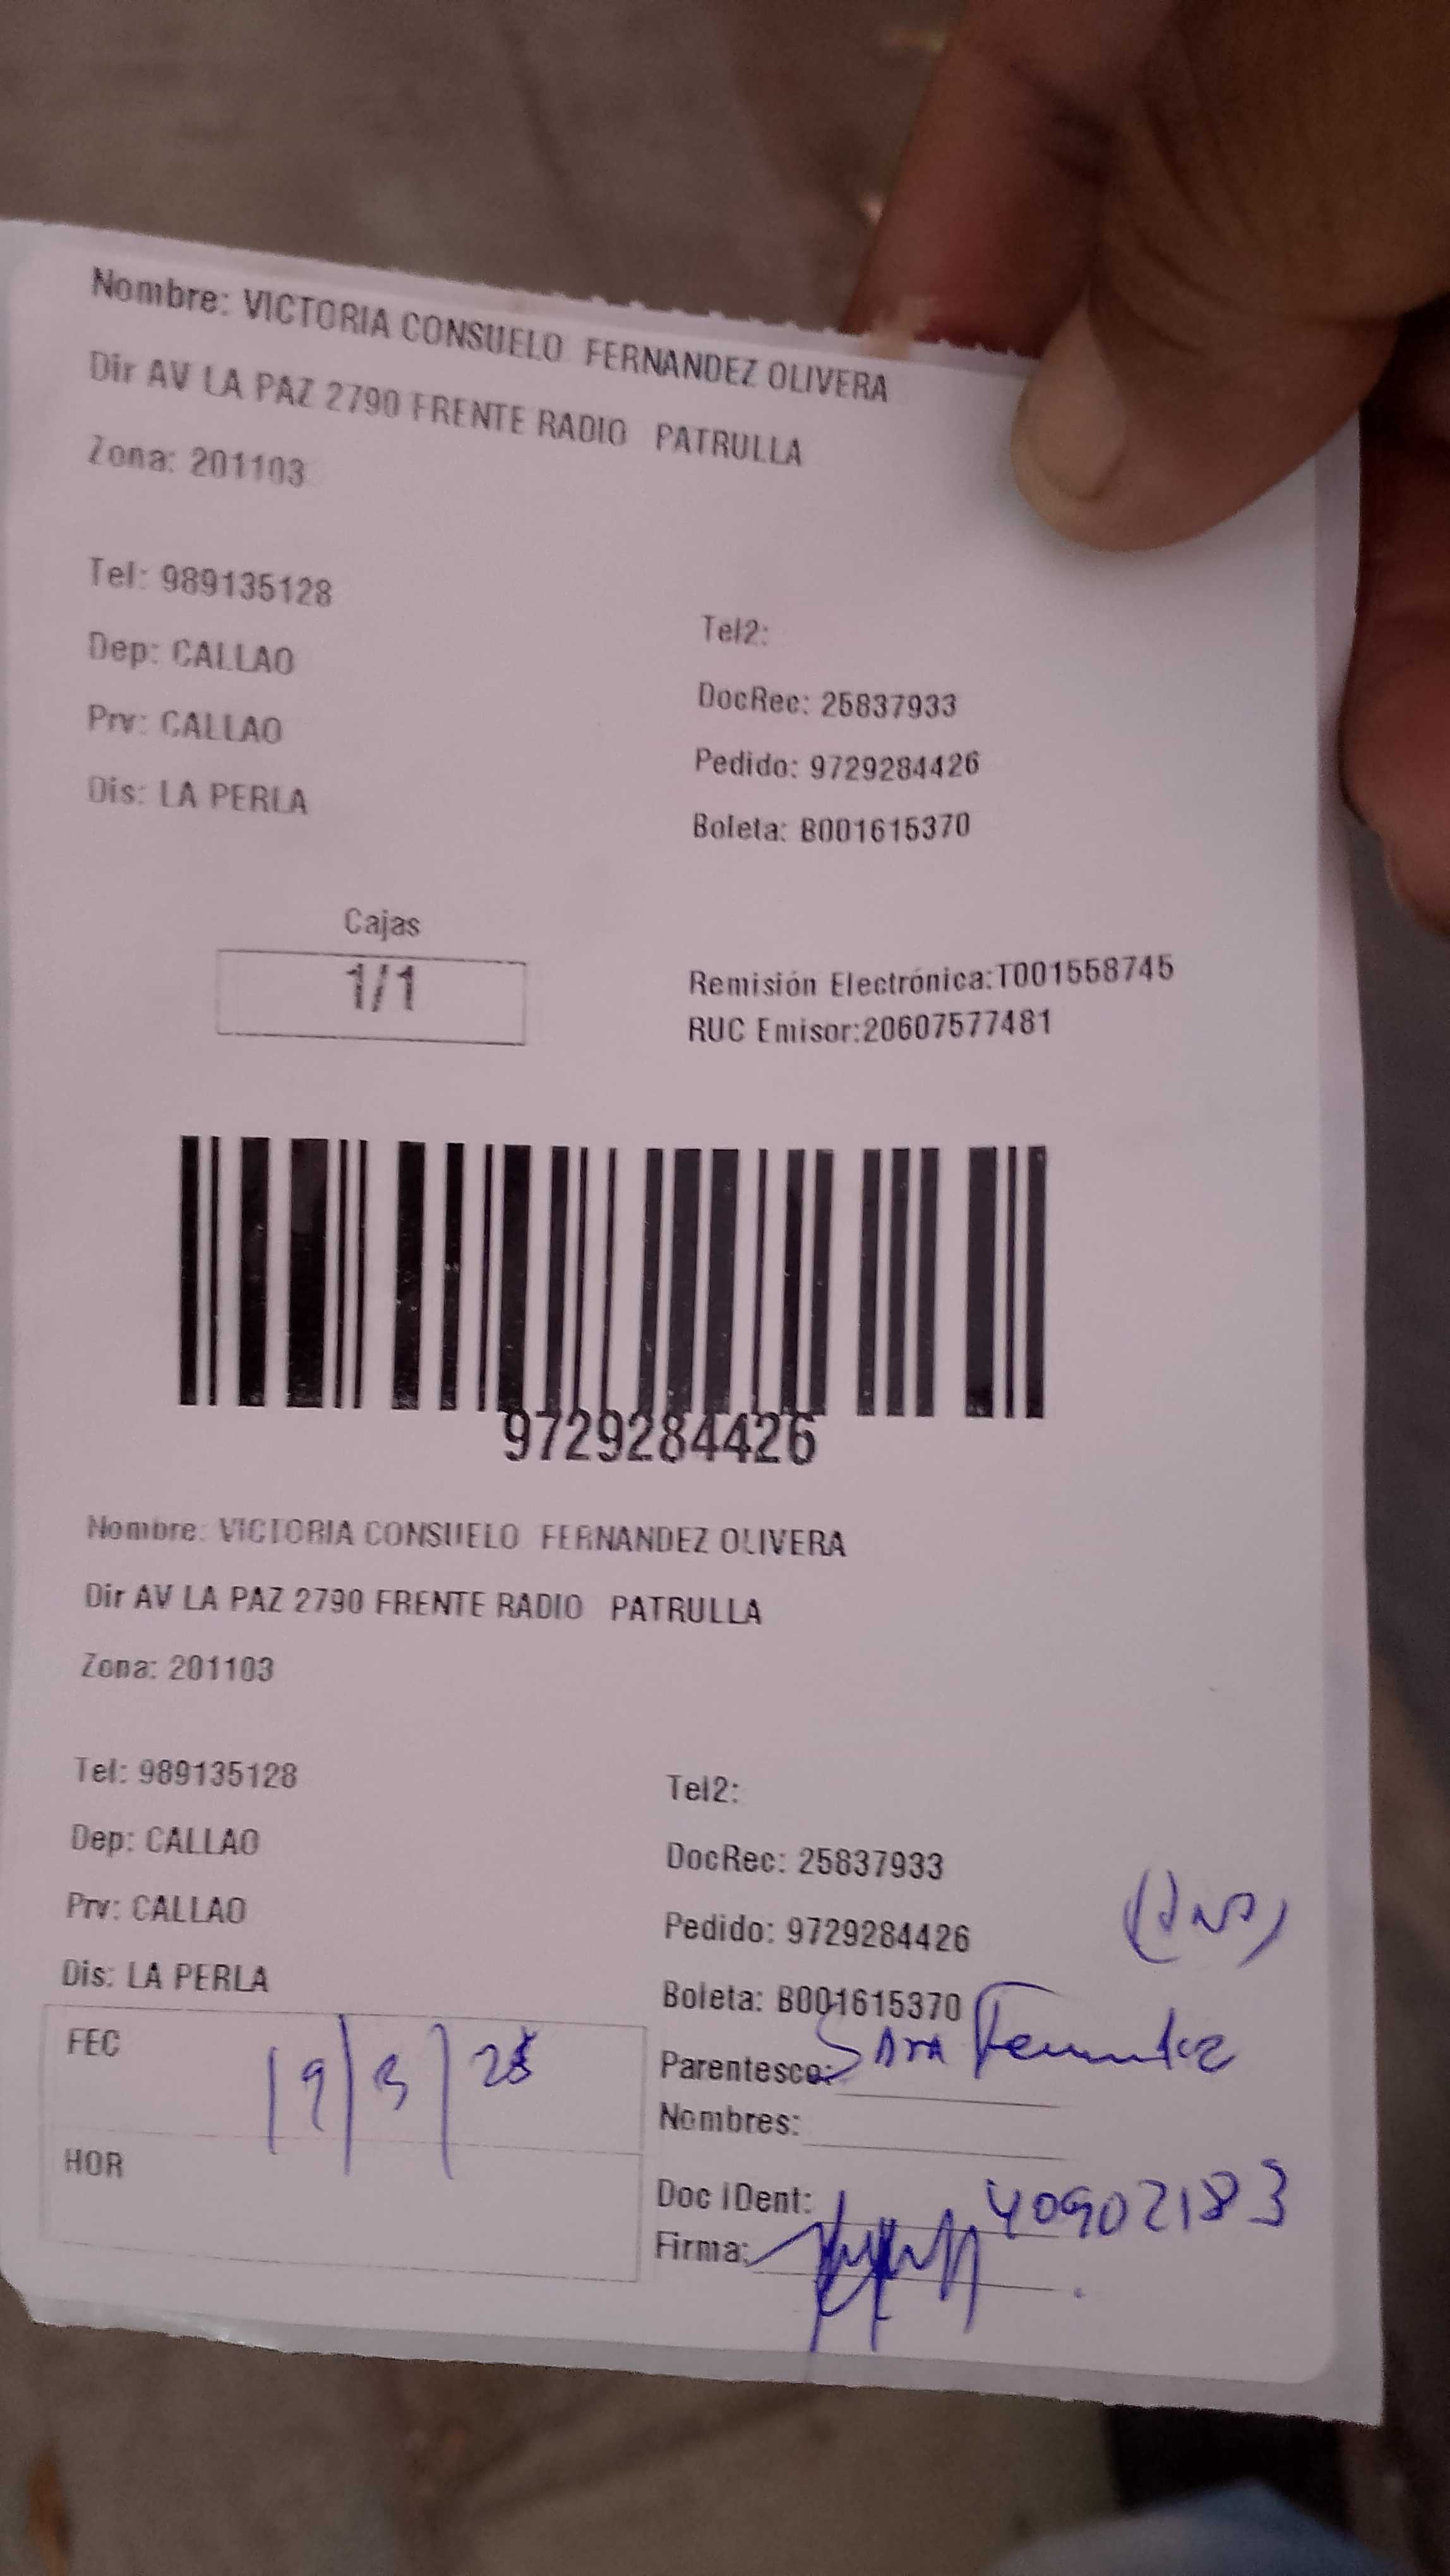 Nombre: VICTORIA CONSUELO FERNANDEZ OLIVERA
Dir AV LA PAZ 2790 FRENTE RADIO PATRULLA
Zona: 201103
Tel: 989135128
Tel2:
Dep: CALLAO
DocRec: 25837933
Prv: CALLAO
Pedido: 9729284426
Dis: LA PERLA
Boleta: B001615370
Cajas
1/1
Remisión Electrónica:T001558745
RUC Emisor:20607577481
9729284426
Nombre: VICTORIA CONSUELO FERNANDEZ OLIVERA
Dir AV LA PAZ 2790 FRENTE RADIO PATRULLA
Zona: 201103
Tel: 989135128
Tel2:
Dep: CALLAO
DocRec: 25837933
Prv: CALLAO
Pedido: 9729284426
Dis: LA PERLA
Boleta: B001615370
FEC
Parentesco: Sara
Nombres:
HOR
Doc IDent: 40902183
Firma: